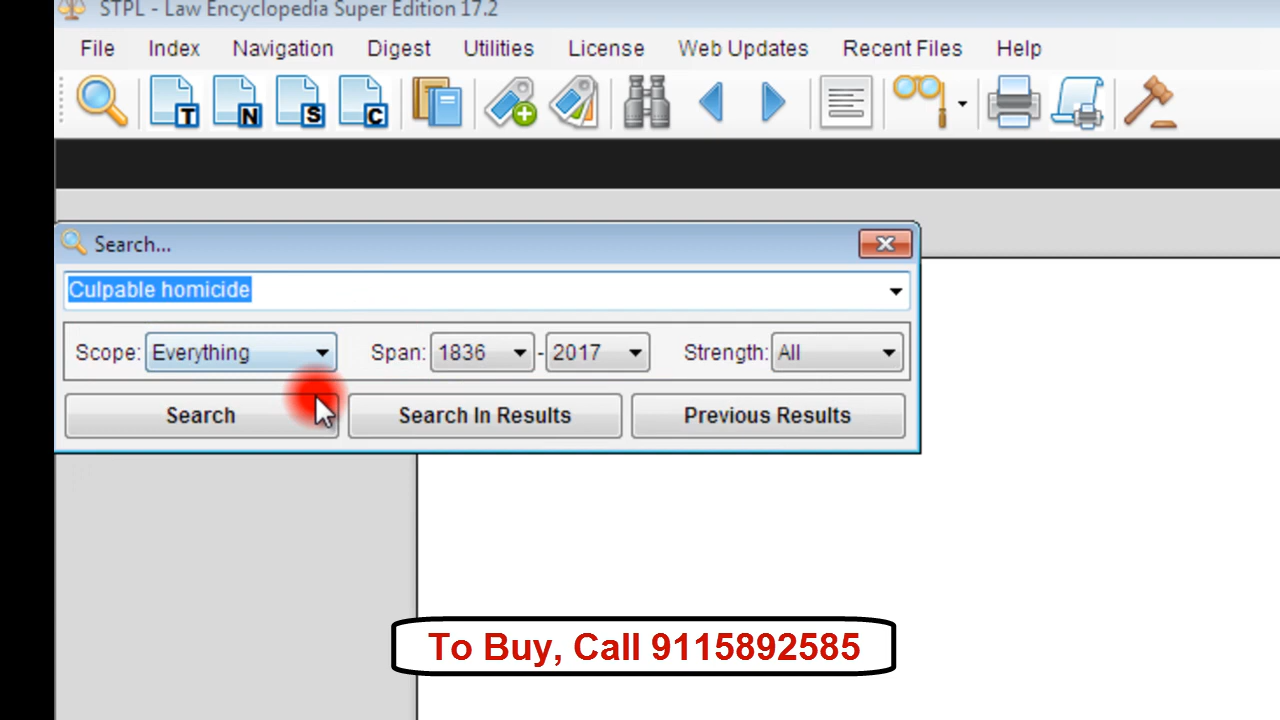 STPL - Law Encyclopedia Super Edition 17.2
File Index Navigation Digest Utilities License Web Updates Recent Files Help
T N S C
Search...
Culpable homicide
Scope: Everything Span: 1836 - 2017 Strength: All
Search Search In Results Previous Results
To Buy, Call 9115892585